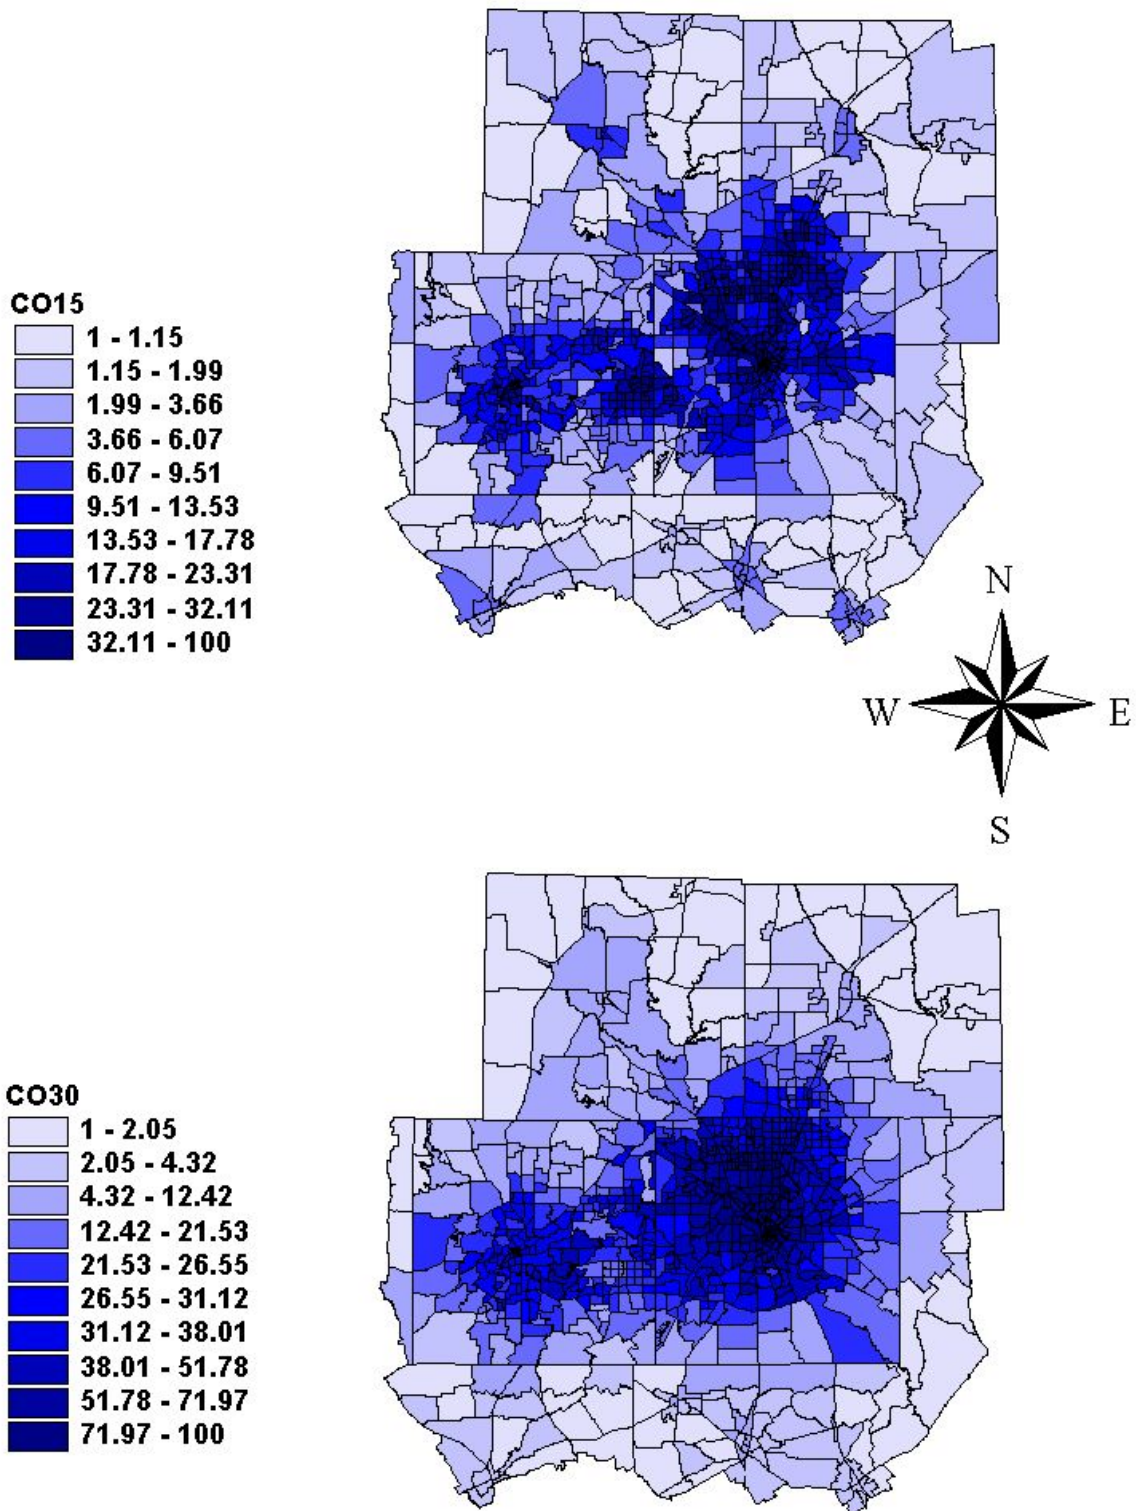 CO15
1 - 1.15
1.15 - 1.99
1.99 - 3.66
3.66 - 6.07
6.07 - 9.51
9.51 - 13.53
13.53 - 17.78
17.78 - 23.31
23.31 - 32.11
32.11 - 100
N
W
E
S
CO30
1 - 2.05
2.05 - 4.32
4.32 - 12.42
12.42 - 21.53
21.53 - 26.55
26.55 - 31.12
31.12 - 38.01
38.01 - 51.78
51.78 - 71.97
71.97 - 100